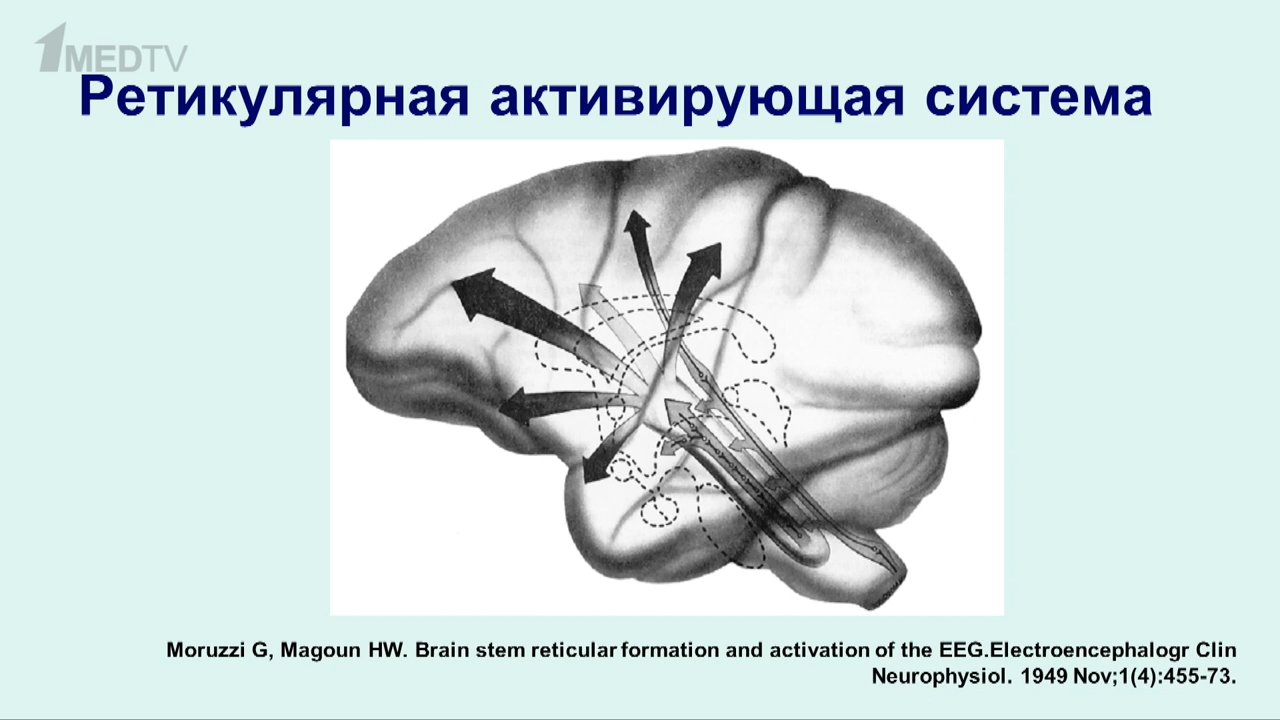 1MEDTV
Ретикулярная активирующая система
Moruzzi G, Magoun HW. Brain stem reticular formation and activation of the EEG.Electroencephalogr Clin
Neurophysiol. 1949 Nov;1(4):455-73.